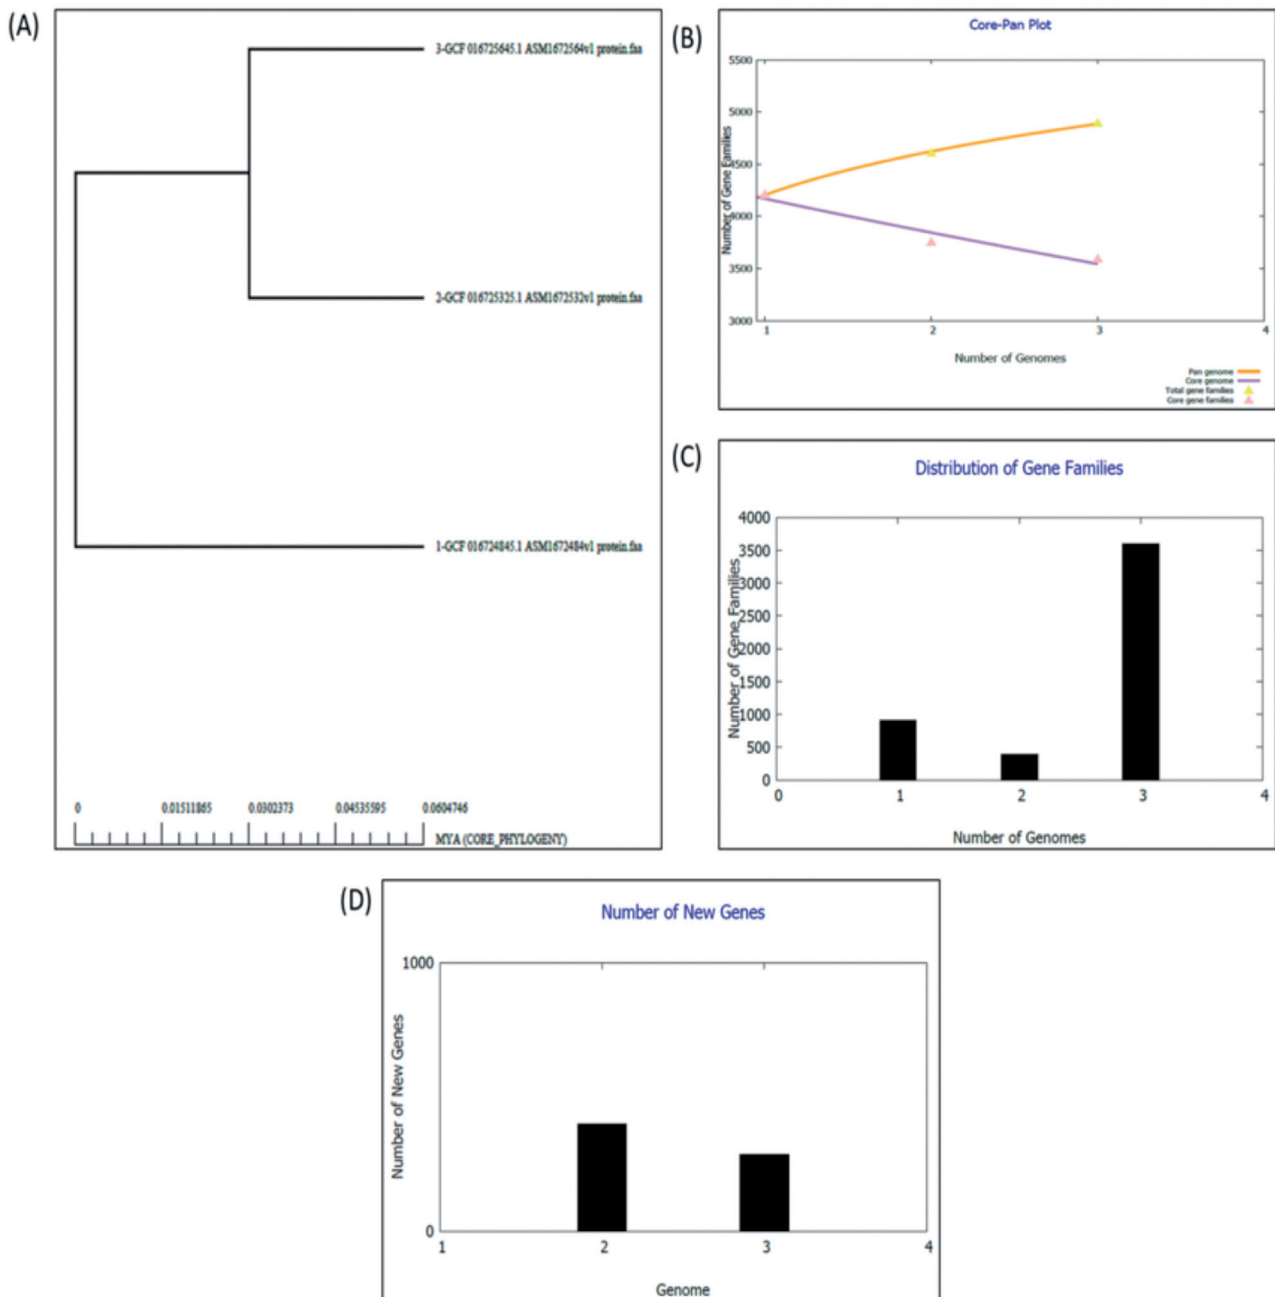 (A)
3-GCF 016725645.1 ASM1672564v1 protein.faa
2-GCF 016725325.1 ASM1672532v1 protein.faa
1-GCF 016724845.1 ASM1672484v1 protein.faa
0 0.01511865 0.0302373 0.04535595 0.0604746
MYA (CORE_PHYLOGENY)
(B)
Core-Pan Plot
Number of Gene Families
5500
5000
4500
4000
3500
3000
1 2 3 4
Number of Genomes
Pan genome
Core genome
Total gene families
Core gene families
(C)
Distribution of Gene Families
Number of Gene Families
4000
3500
3000
2500
2000
1500
1000
500
0
0 1 2 3 4
Number of Genomes
(D)
Number of New Genes
Number of New Genes
1000
0
1 2 3 4
Genome